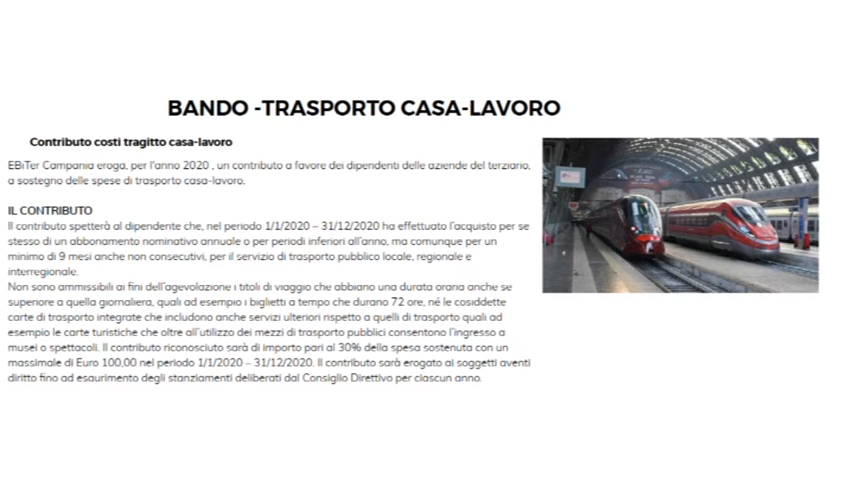 BANDO -TRASPORTO CASA-LAVORO
Contributo costi tragitto casa-lavoro
EBiTer Campania eroga, per l'anno 2020 , un contributo a favore dei dipendenti delle aziende del terziario,
a sostegno delle spese di trasporto casa-lavoro.
IL CONTRIBUTO
Il contributo spetterà al dipendente che, nel periodo 1/1/2020 – 31/12/2020 ha effettuato l'acquisto per se
stesso di un abbonamento nominativo annuale o per periodi inferiori all'anno, ma comunque per un
minimo di 9 mesi anche non consecutivi, per il servizio di trasporto pubblico locale, regionale e
interregionale.
Non sono ammissibili ai fini dell'agevolazione i titoli di viaggio che abbiano una durata oraria anche se
superiore a quella giornaliera, quali ad esempio i biglietti a tempo che durano 72 ore, né le cosiddette
carte di trasporto integrate che includono anche servizi ulteriori rispetto a quelli di trasporto quali ad
esempio le carte turistiche che oltre all'utilizzo dei mezzi di trasporto pubblici consentono l'ingresso a
musei o spettacoli. Il contributo riconosciuto sarà di importo pari al 30% della spesa sostenuta con un
massimale di Euro 100,00 nel periodo 1/1/2020 – 31/12/2020. Il contributo sarà erogato ai soggetti aventi
diritto fino ad esaurimento degli stanziamenti deliberati dal Consiglio Direttivo per ciascun anno.